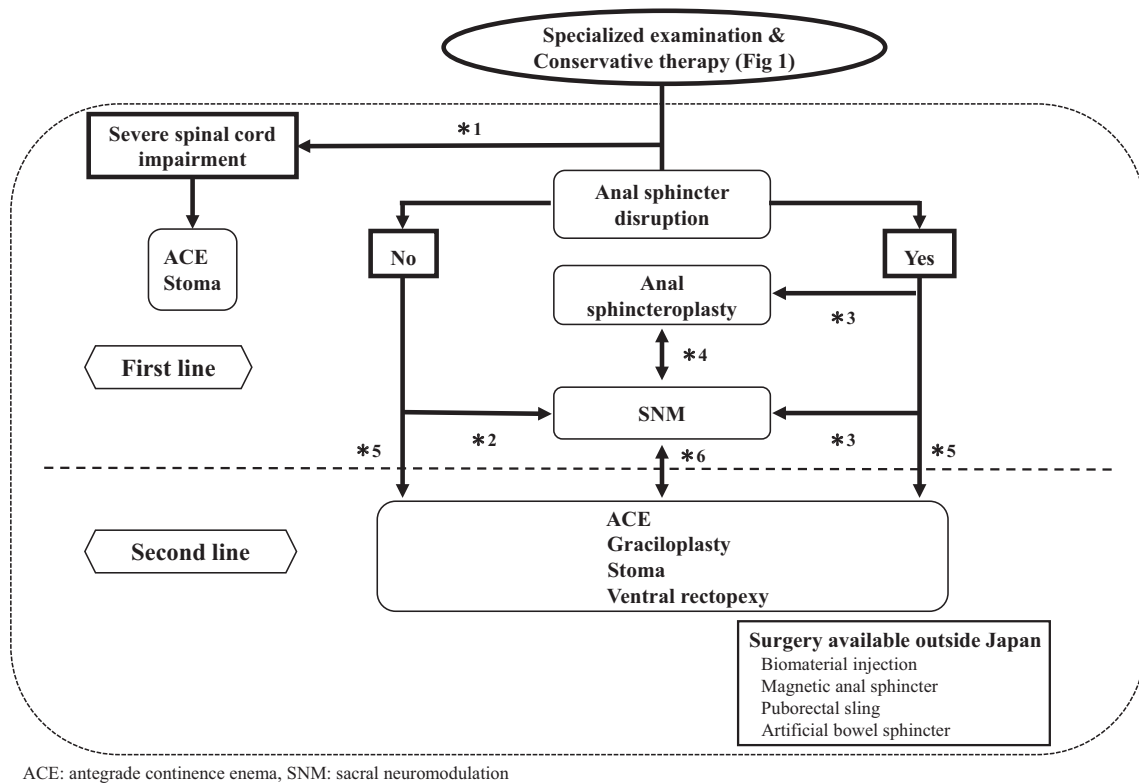 Specialized examination &
Conservative therapy (Fig 1)
Severe spinal cord
impairment
*1
Anal sphincter
disruption
ACE
Stoma
No
Yes
Anal
sphincteroplasty
*3
First line
*4
SNM
*2
*3
*5
*6
*5
Second line
ACE
Graciloplasty
Stoma
Ventral rectopexy
Surgery available outside Japan
Biomaterial injection
Magnetic anal sphincter
Puborectal sling
Artificial bowel sphincter
ACE: antegrade continence enema, SNM: sacral neuromodulation